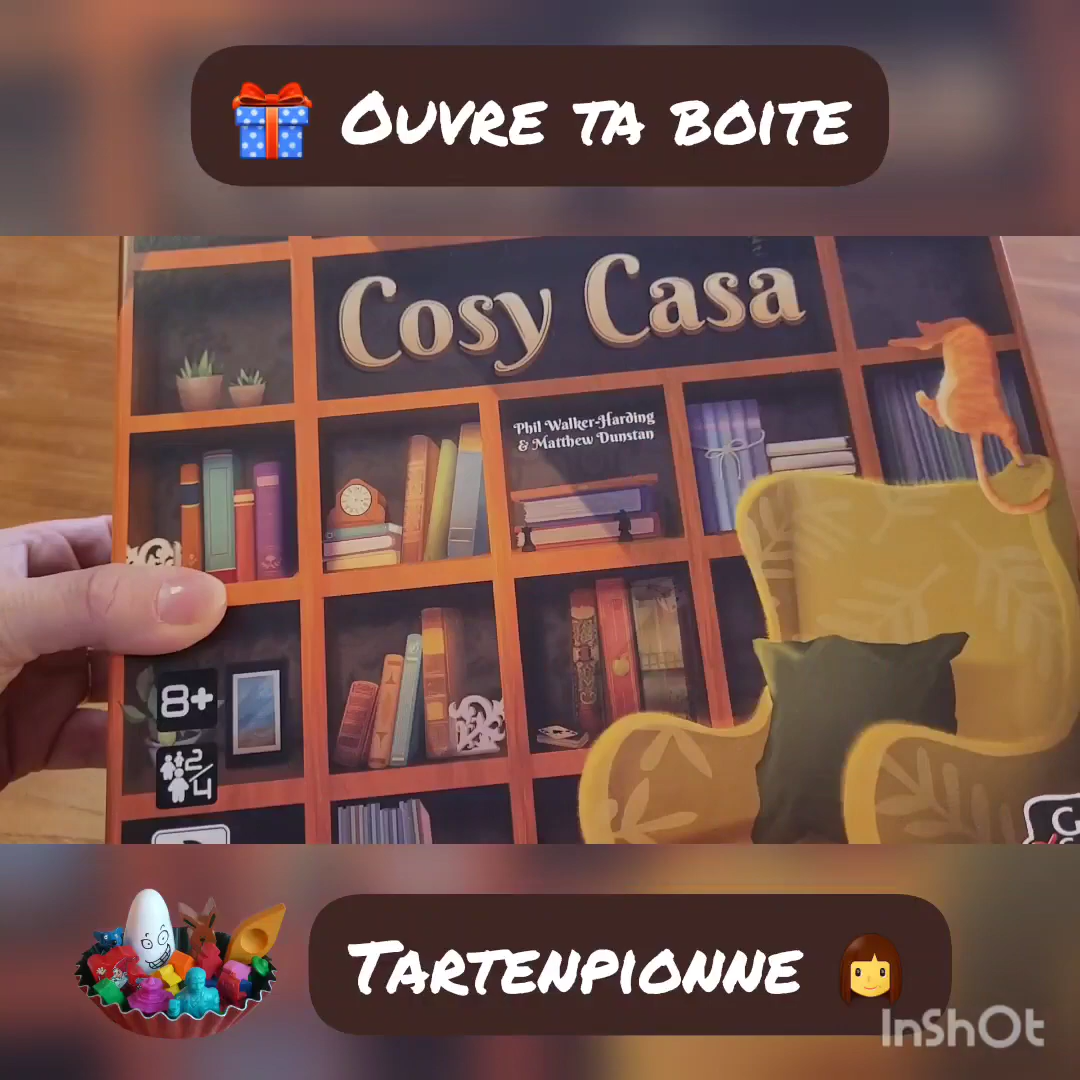 OUVRE TA BOITE
Cosy Casa
Phil Walker-Harding
& Matthew Dunstan
8+
2/4
TARTENPIONNE
InShOt